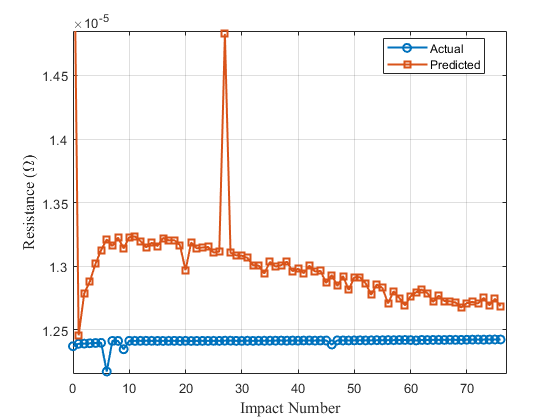 ×10⁻⁵
Actual
Predicted
1.45
1.4
1.35
1.3
1.25
Resistance (Ω)
0 10 20 30 40 50 60 70
Impact Number